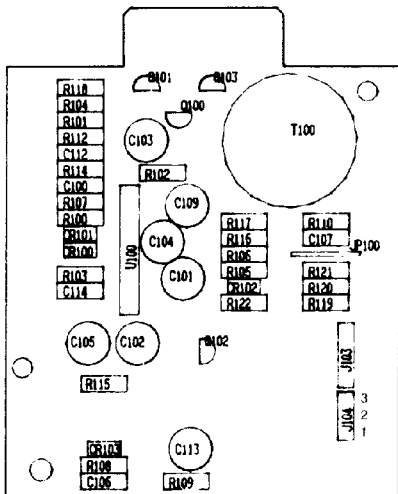 Q101
Q103
R118
R104
R101
R112
C112
R114
C100
R107
R100
CR101
CR100
R103
C114
Q100
C103
R102
T100
C109
C104
C101
U100
R117
R116
R106
R105
CR102
R122
R110
C107
JP100
R121
R120
R119
C105
C102
Q102
J103
J104
3
2
1
R115
CR103
R108
C106
C113
R109